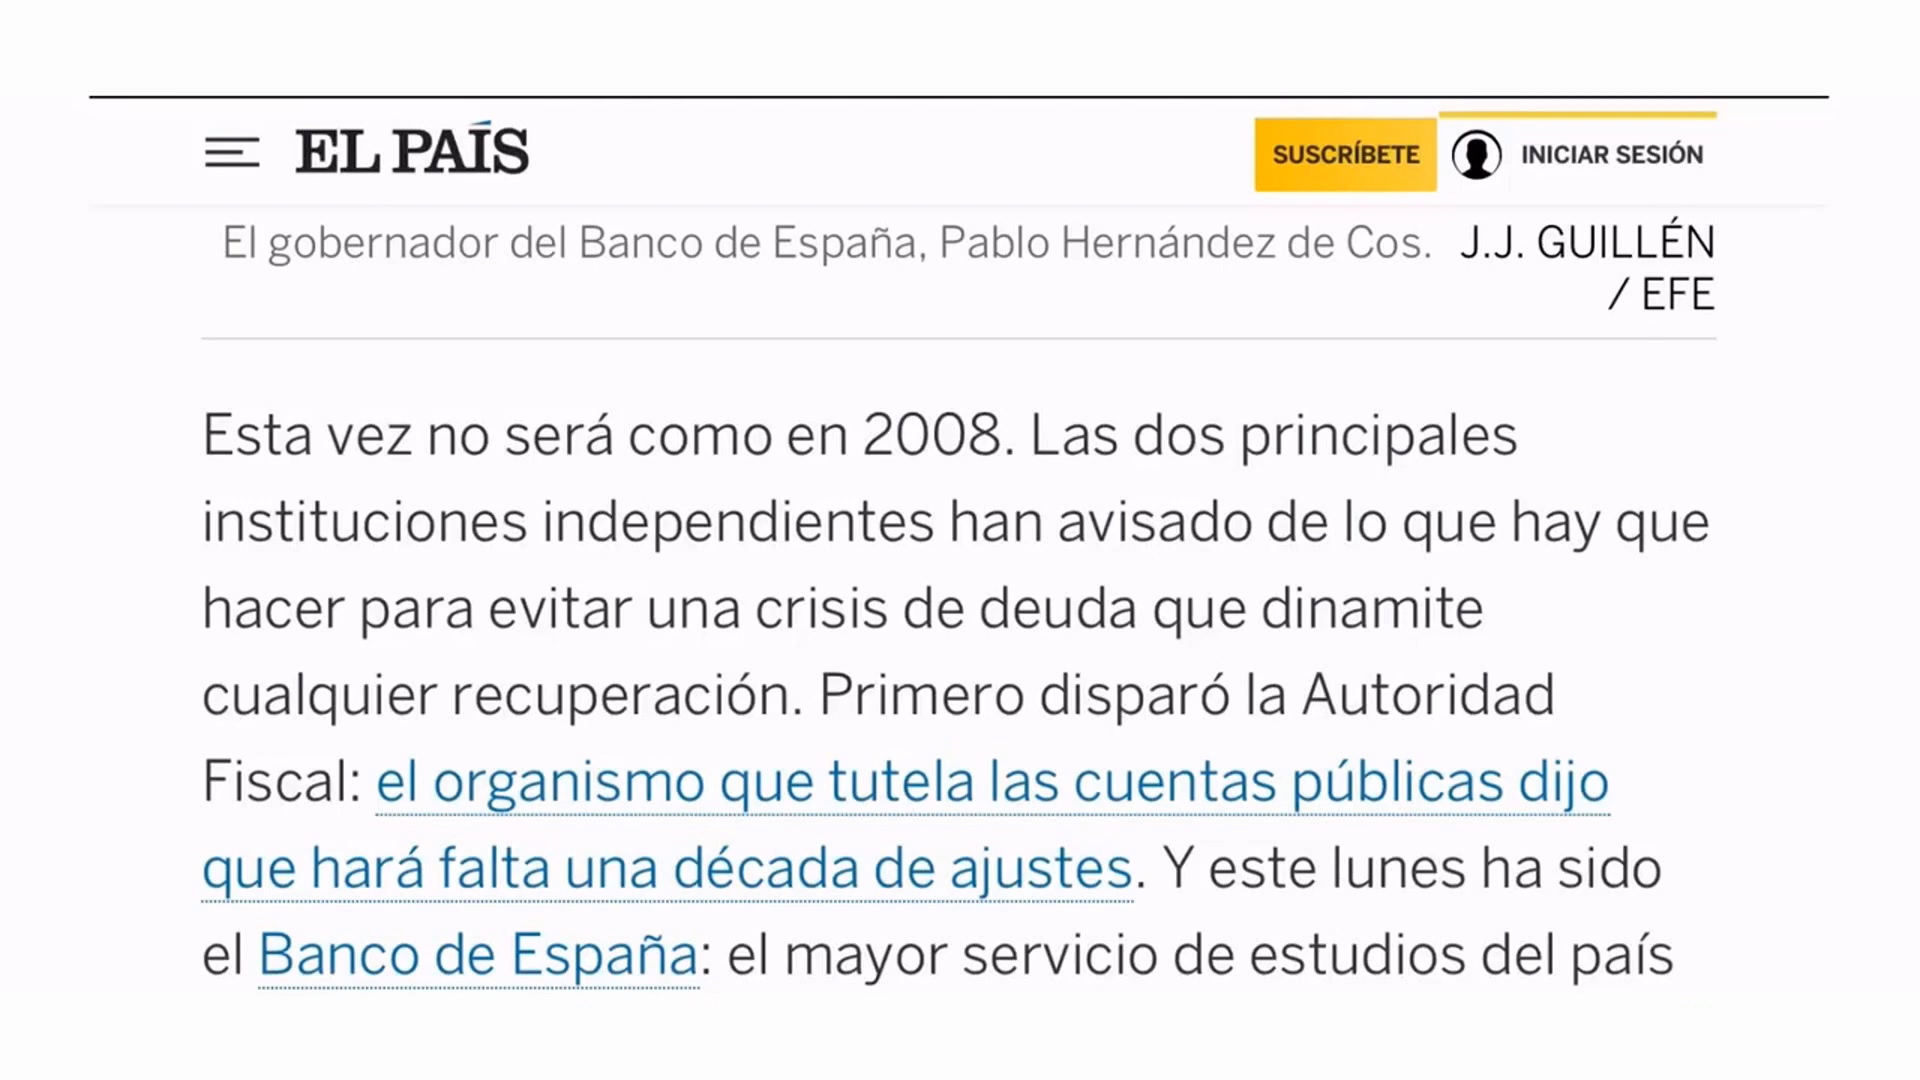 EL PAÍS
SUSCRÍBETE
INICIAR SESIÓN
El gobernador del Banco de España, Pablo Hernández de Cos. J.J. GUILLÉN
/ EFE
Esta vez no será como en 2008. Las dos principales
instituciones independientes han avisado de lo que hay que
hacer para evitar una crisis de deuda que dinamite
cualquier recuperación. Primero disparó la Autoridad
Fiscal: el organismo que tutela las cuentas públicas dijo
que hará falta una década de ajustes. Y este lunes ha sido
el Banco de España: el mayor servicio de estudios del país